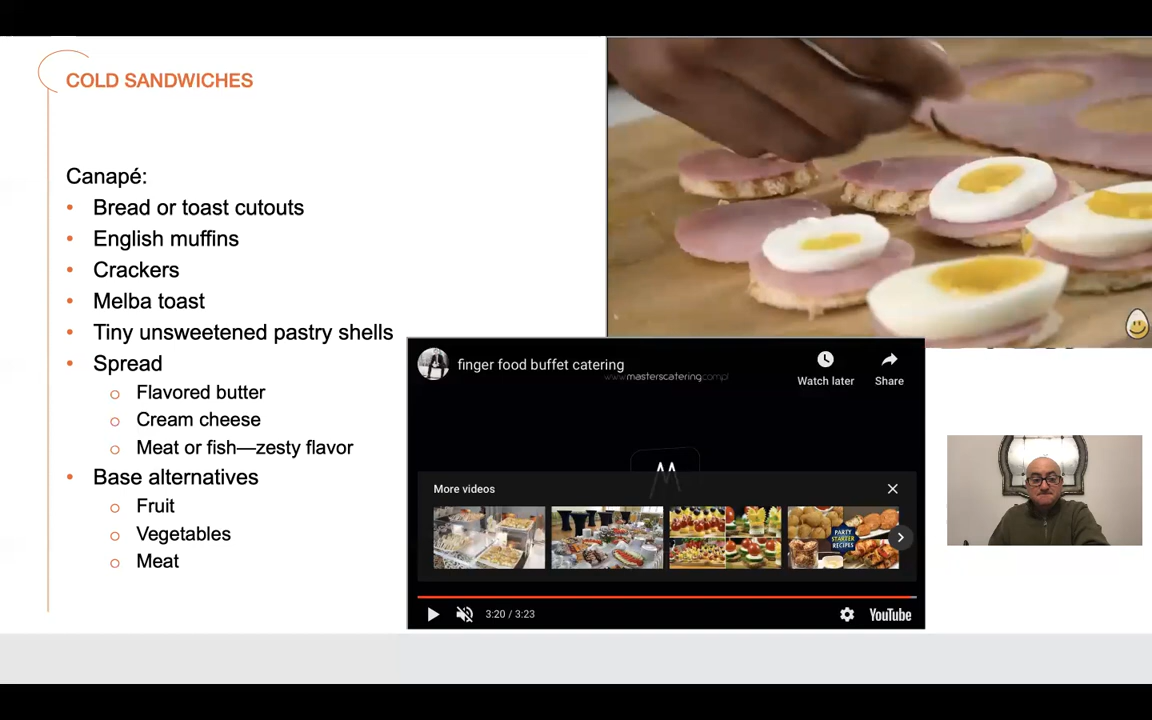 COLD SANDWICHES
Canapé:
• Bread or toast cutouts
• English muffins
• Crackers
• Melba toast
• Tiny unsweetened pastry shells
• Spread
o Flavored butter
o Cream cheese
o Meat or fish—zesty flavor
• Base alternatives
o Fruit
o Vegetables
o Meat
finger food buffet catering
www.masterscatering.com.pl
Watch later
Share
M
More videos
PARTY
STARTER
RECIPES
3:20 / 3:23
YouTube